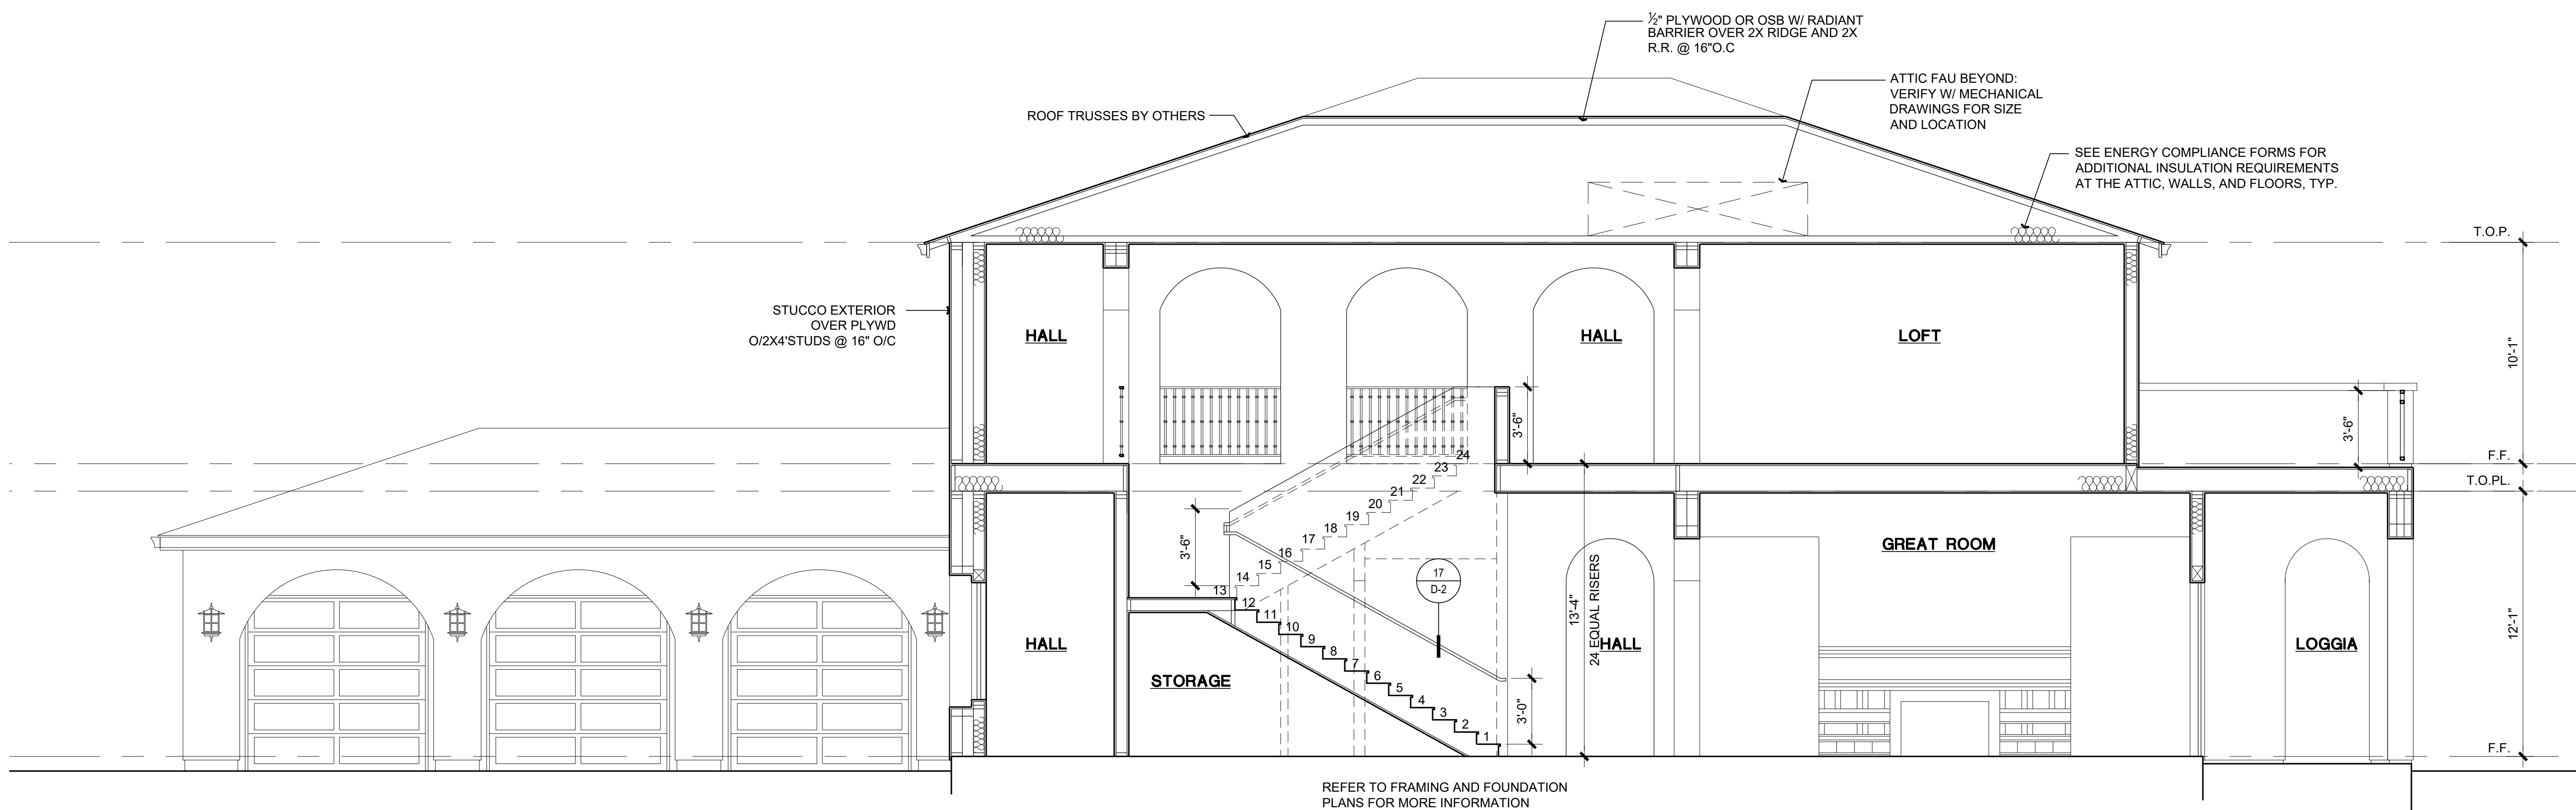 ½" PLYWOOD OR OSB W/ RADIANT
BARRIER OVER 2X RIDGE AND 2X
R.R. @ 16"O.C
ATTIC FAU BEYOND:
VERIFY W/ MECHANICAL
DRAWINGS FOR SIZE
AND LOCATION
ROOF TRUSSES BY OTHERS
SEE ENERGY COMPLIANCE FORMS FOR
ADDITIONAL INSULATION REQUIREMENTS
AT THE ATTIC, WALLS, AND FLOORS, TYP.
T.O.P.
STUCCO EXTERIOR
OVER PLYWD
O/2X4'STUDS @ 16" O/C
HALL
HALL
LOFT
10'-1"
3'-6"
3'-6"
F.F.
T.O.PL.
24
23
22
21
20
19
18
17
16
15
14
13
12
11
10
9
8
7
6
5
4
3
2
1
3'-6"
17
D-2
13'-4"
24 EQUAL RISERS
3'-0"
GREAT ROOM
HALL
STORAGE
HALL
LOGGIA
12'-1"
F.F.
REFER TO FRAMING AND FOUNDATION
PLANS FOR MORE INFORMATION